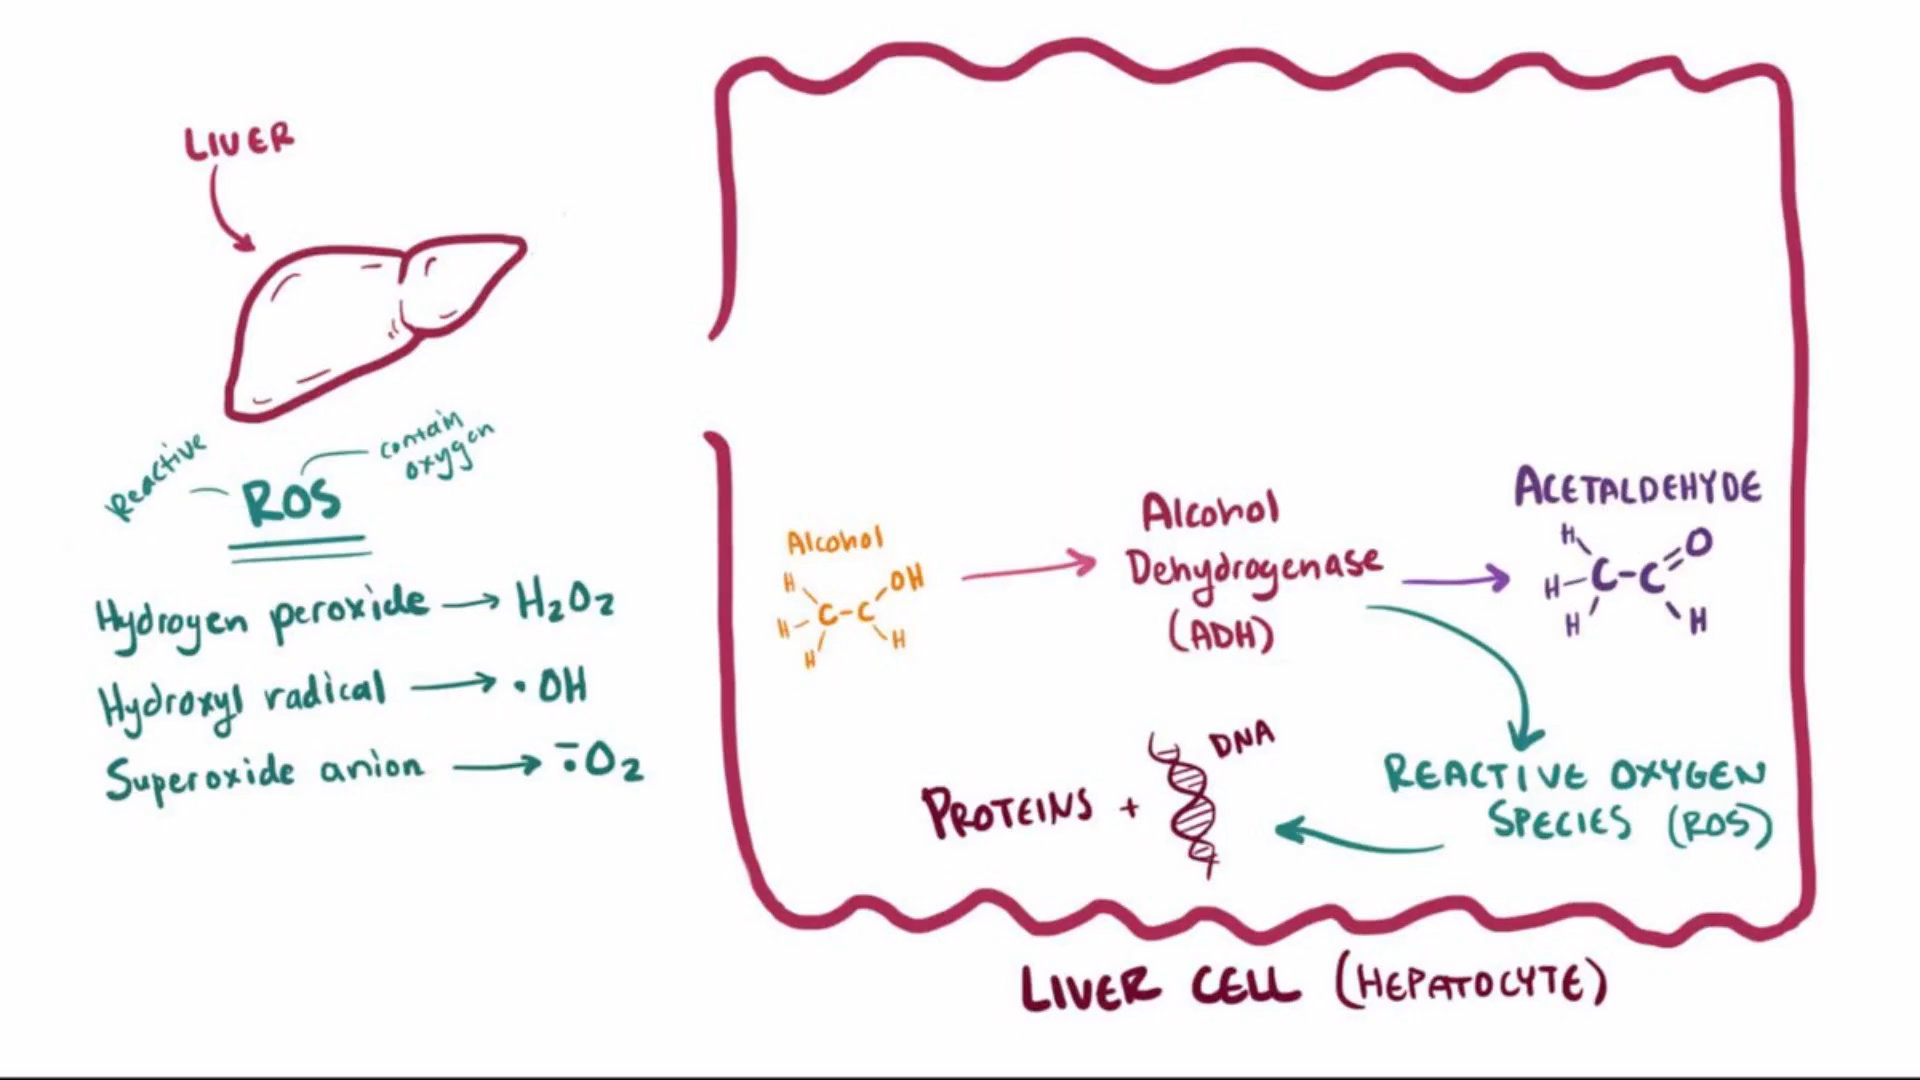 LIVER
Reactive
contain
oxygen
ROS
Hydrogen peroxide → H2O2
Hydroxyl radical → •OH
Superoxide anion → •̄O2
Alcohol
H
OH
H
C-C
H
H
Alcohol
Dehydrogenase
(ADH)
ACETALDEHYDE
H
O
H-C-C
H
H
PROTEINS +
DNA
REACTIVE OXYGEN
SPECIES (ROS)
LIVER CELL (HEPATOCYTE)